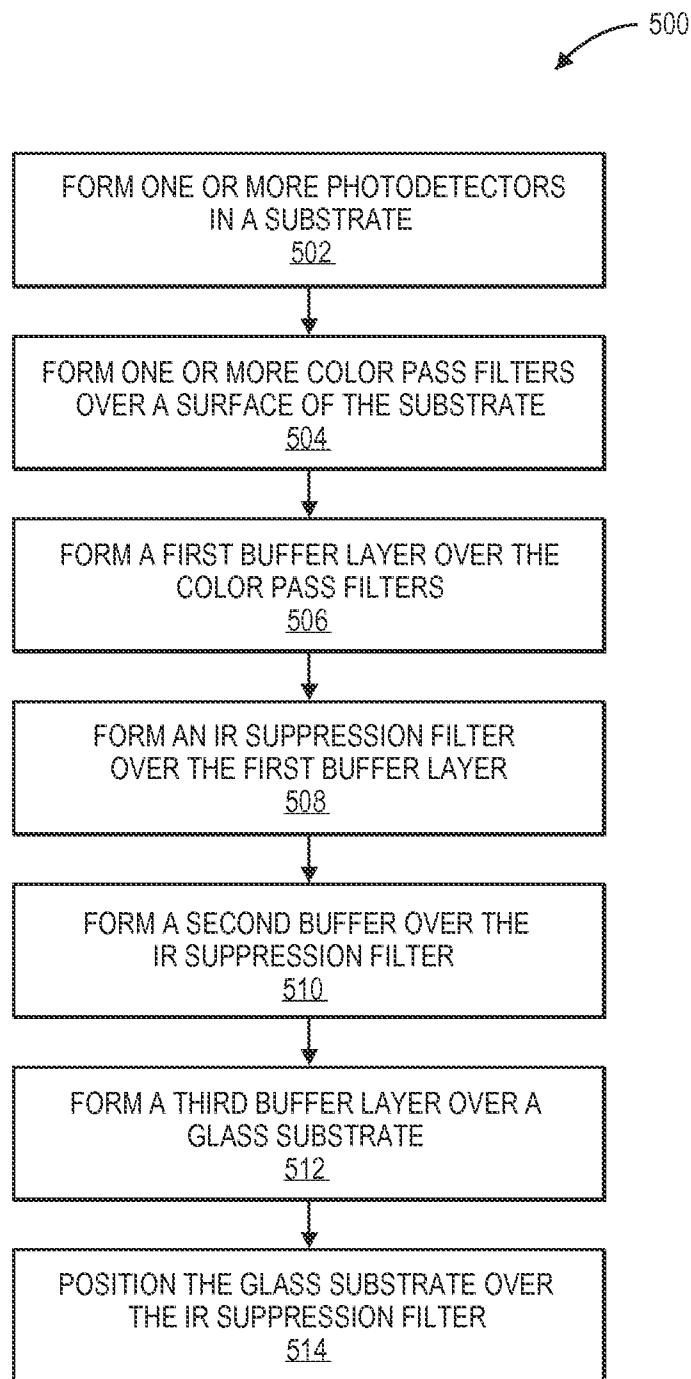 500
FORM ONE OR MORE PHOTODETECTORS
IN A SUBSTRATE
502
FORM ONE OR MORE COLOR PASS FILTERS
OVER A SURFACE OF THE SUBSTRATE
504
FORM A FIRST BUFFER LAYER OVER THE
COLOR PASS FILTERS
506
FORM AN IR SUPPRESSION FILTER
OVER THE FIRST BUFFER LAYER
508
FORM A SECOND BUFFER OVER THE
IR SUPPRESSION FILTER
510
FORM A THIRD BUFFER LAYER OVER A
GLASS SUBSTRATE
512
POSITION THE GLASS SUBSTRATE OVER
THE IR SUPPRESSION FILTER
514